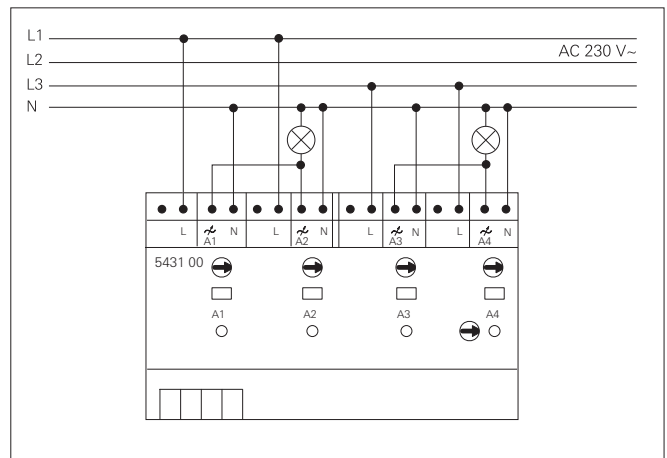 L1
AC 230 V~
L2
L3
N
L A1 N L A2 N L A3 N L A4 N
5431 00
A1 A2 A3 A4